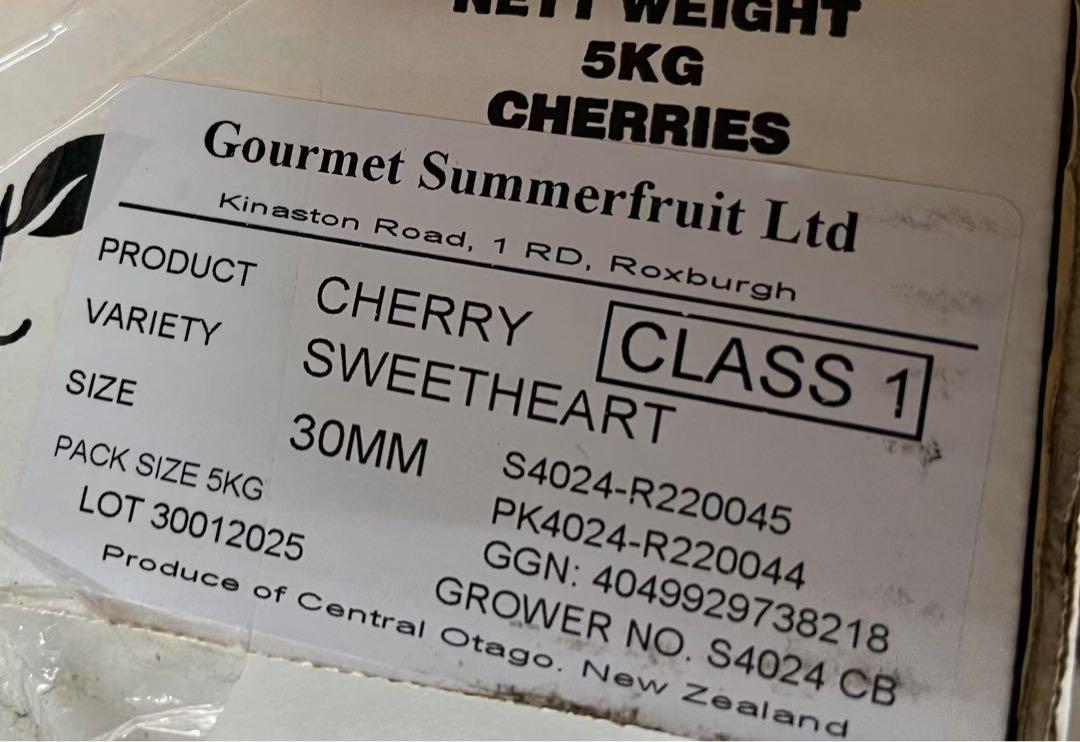 NETT WEIGHT
5KG
CHERRIES
Gourmet Summerfruit Ltd
Kinaston Road, 1 RD, Roxburgh
PRODUCT CHERRY CLASS 1
VARIETY SWEETHEART
SIZE 30MM
S4024-R220045
PACK SIZE 5KG PK4024-R220044
LOT 30012025 GGN: 4049929738218
GROWER NO. S4024 CB
Produce of Central Otago. New Zealand